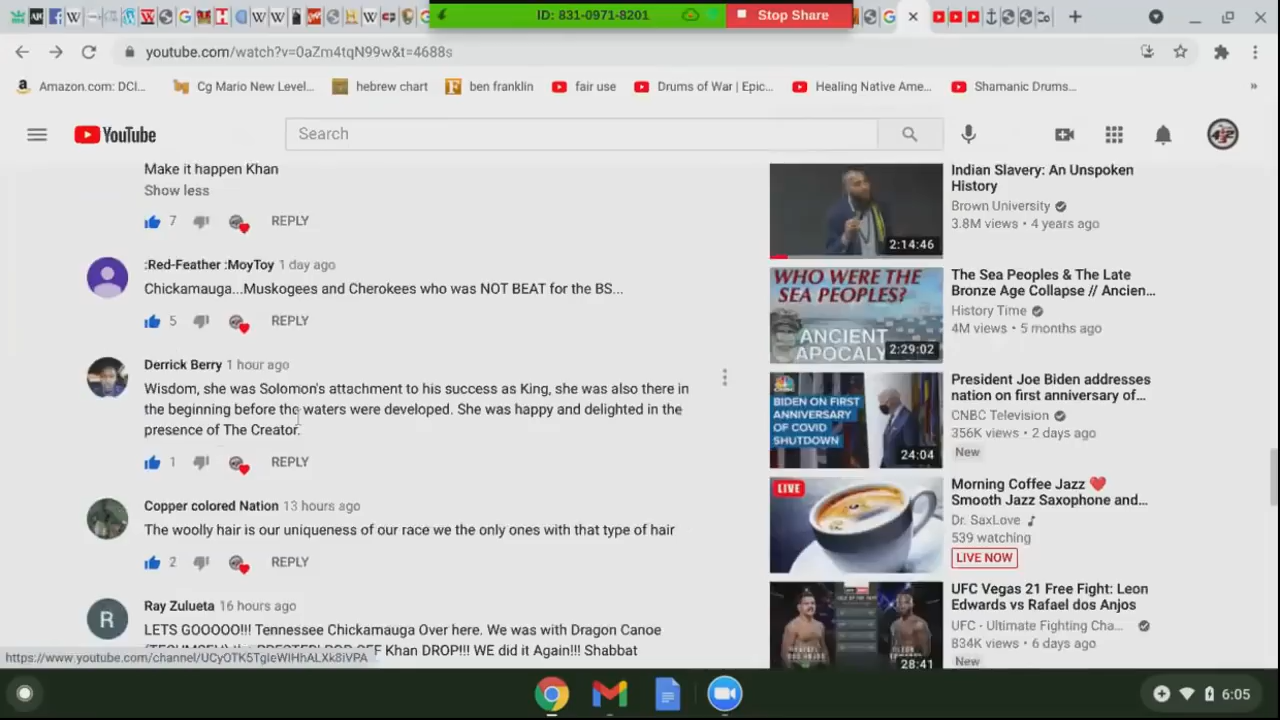 ID: 831-0971-8201
Stop Share
youtube.com/watch?v=0aZm4tqN99w&t=4688s
Amazon.com: DCI...
Cg Mario New Level...
hebrew chart
ben franklin
fair use
Drums of War | Epic...
Healing Native Ame...
Shamanic Drums...
»
YouTube
Search
Make it happen Khan
Show less
7
REPLY
:Red-Feather :MoyToy 1 day ago
Chickamauga...Muskogees and Cherokees who was NOT BEAT for the BS...
5
REPLY
Derrick Berry 1 hour ago
Wisdom, she was Solomon's attachment to his success as King, she was also there in
the beginning before the waters were developed. She was happy and delighted in the
presence of The Creator.
1
REPLY
Copper colored Nation 13 hours ago
The woolly hair is our uniqueness of our race we the only ones with that type of hair
2
REPLY
R
Ray Zulueta 16 hours ago
LETS GOOOOO!!! Tennessee Chickamauga Over here. We was with Dragon Canoe
Khan DROP!!! WE did it Again!!! Shabbat
Indian Slavery: An Unspoken
History
Brown University
3.8M views • 4 years ago
2:14:46
WHO WERE THE
SEA PEOPLES?
ANCIENT
APOCALY
2:29:02
The Sea Peoples & The Late
Bronze Age Collapse // Ancien...
History Time
4M views • 5 months ago
CNBC
BIDEN ON FIRST
ANNIVERSARY
OF COVID
SHUTDOWN
24:04
President Joe Biden addresses
nation on first anniversary of...
CNBC Television
356K views • 2 days ago
New
LIVE
Morning Coffee Jazz ❤️
Smooth Jazz Saxophone and...
Dr. SaxLove
539 watching
LIVE NOW
28:41
UFC Vegas 21 Free Fight: Leon
Edwards vs Rafael dos Anjos
UFC - Ultimate Fighting Cha...
834K views • 6 days ago
New
6:05